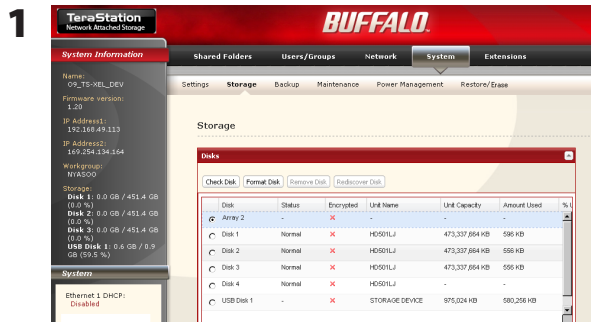 1
TeraStation
Network Attached Storage
BUFFALO
System Information
Shared Folders Users/Groups Network System Extensions
Settings Storage Backup Maintenance Power Management Restore/Erase
Name:
09_TS-XEL_DEV
Firmware version:
1.20
IP Address1:
192.168.49.113
IP Address2:
169.254.134.164
Workgroup:
NYASOO
Storage:
Disk 1: 0.0 GB / 451.4 GB
(0.0 %)
Disk 2: 0.0 GB / 451.4 GB
(0.0 %)
Disk 3: 0.0 GB / 451.4 GB
(0.0 %)
USB Disk 1: 0.6 GB / 0.9
GB (59.5 %)
System
Ethernet 1 DHCP:
Disabled
Storage
Disks
Check Disk Format Disk Remove Disk Rediscover Disk
Disk Status Encrypted Unit Name Unit Capacity Amount Used % U
Array 2 - - - -
Disk 1 Normal HD501LJ 473,337,664 KB 596 KB
Disk 2 Normal HD501LJ 473,337,664 KB 556 KB
Disk 3 Normal HD501LJ 473,337,664 KB 556 KB
Disk 4 Normal HD501LJ - -
USB Disk 1 - STORAGE DEVICE 975,024 KB 580,256 KB